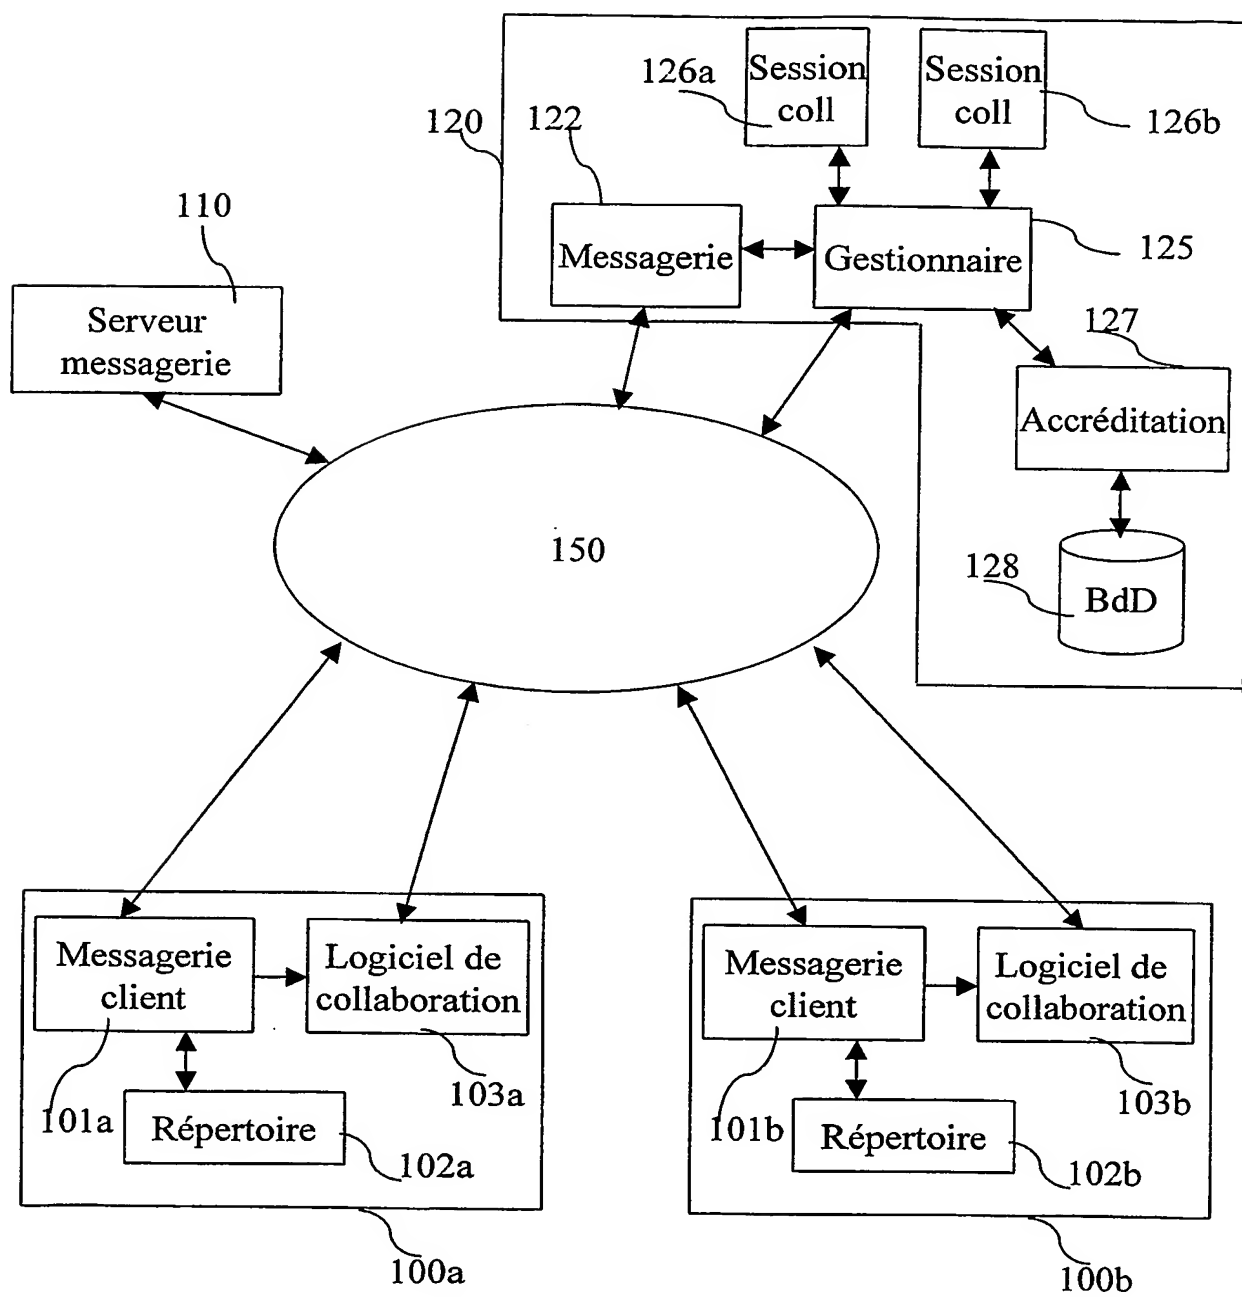 Session
coll
126a
Session
coll
126b
120
122
110
Messagerie
Gestionnaire
125
Serveur
messagerie
127
Accréditation
150
128
BdD
Messagerie
client
Logiciel de
collaboration
101a
103a
Répertoire
102a
100a
Messagerie
client
Logiciel de
collaboration
101b
103b
Répertoire
102b
100b